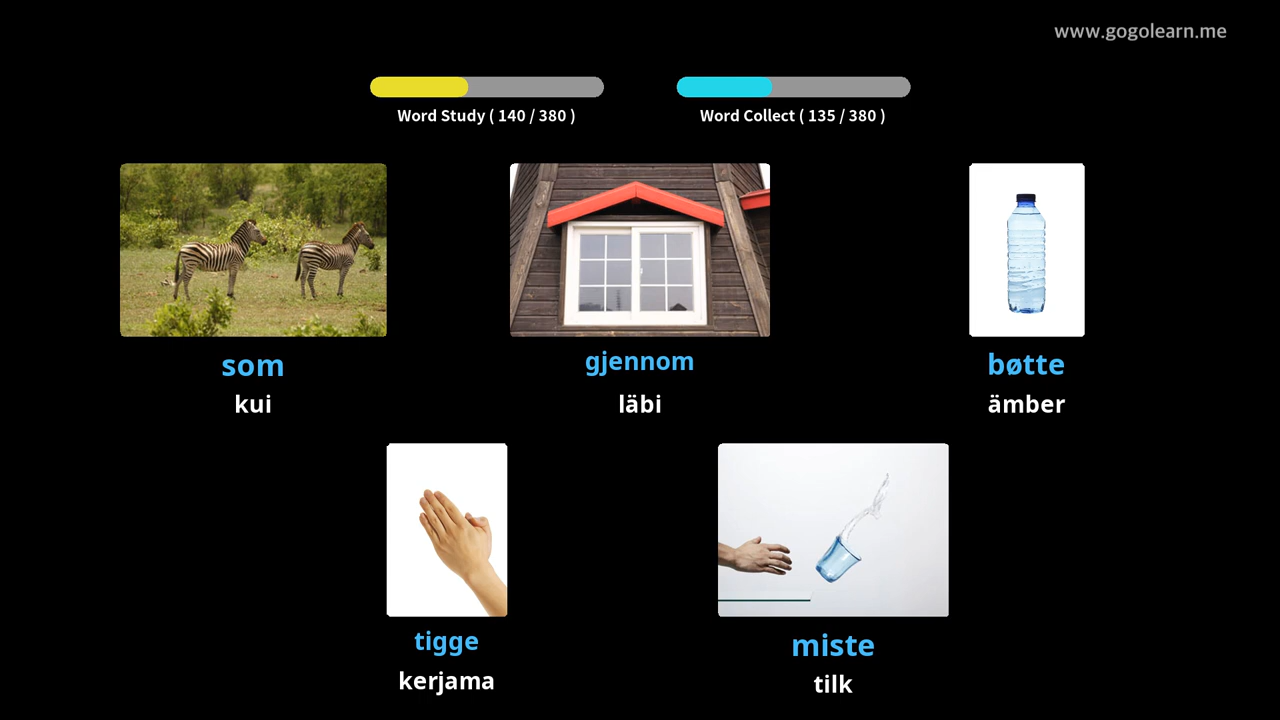 www.gogolearn.me
Word Study ( 140 / 380 )
Word Collect ( 135 / 380 )
som
kui
gjennom
läbi
bøtte
ämber
tigge
kerjama
miste
tilk